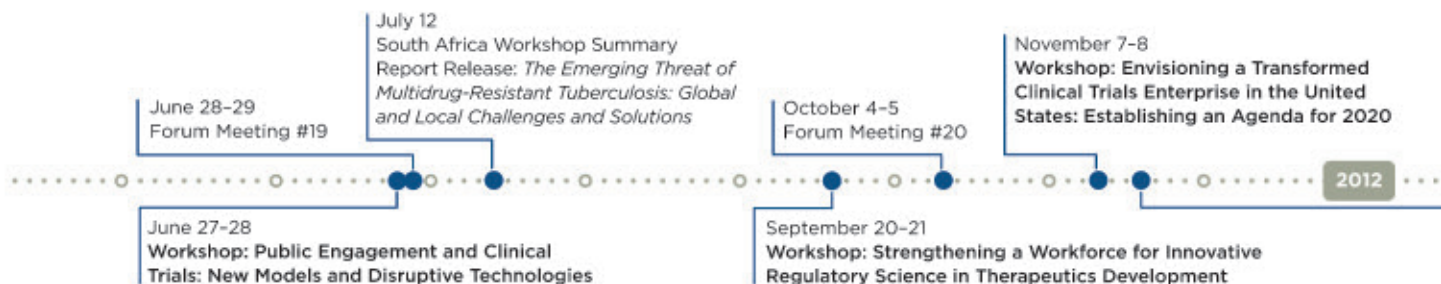 July 12
South Africa Workshop Summary
Report Release: The Emerging Threat of
Multidrug-Resistant Tuberculosis: Global
and Local Challenges and Solutions
June 28–29
Forum Meeting #19
October 4–5
Forum Meeting #20
November 7–8
Workshop: Envisioning a Transformed
Clinical Trials Enterprise in the United
States: Establishing an Agenda for 2020
2012
June 27–28
Workshop: Public Engagement and Clinical
Trials: New Models and Disruptive Technologies
September 20–21
Workshop: Strengthening a Workforce for Innovative
Regulatory Science in Therapeutics Development